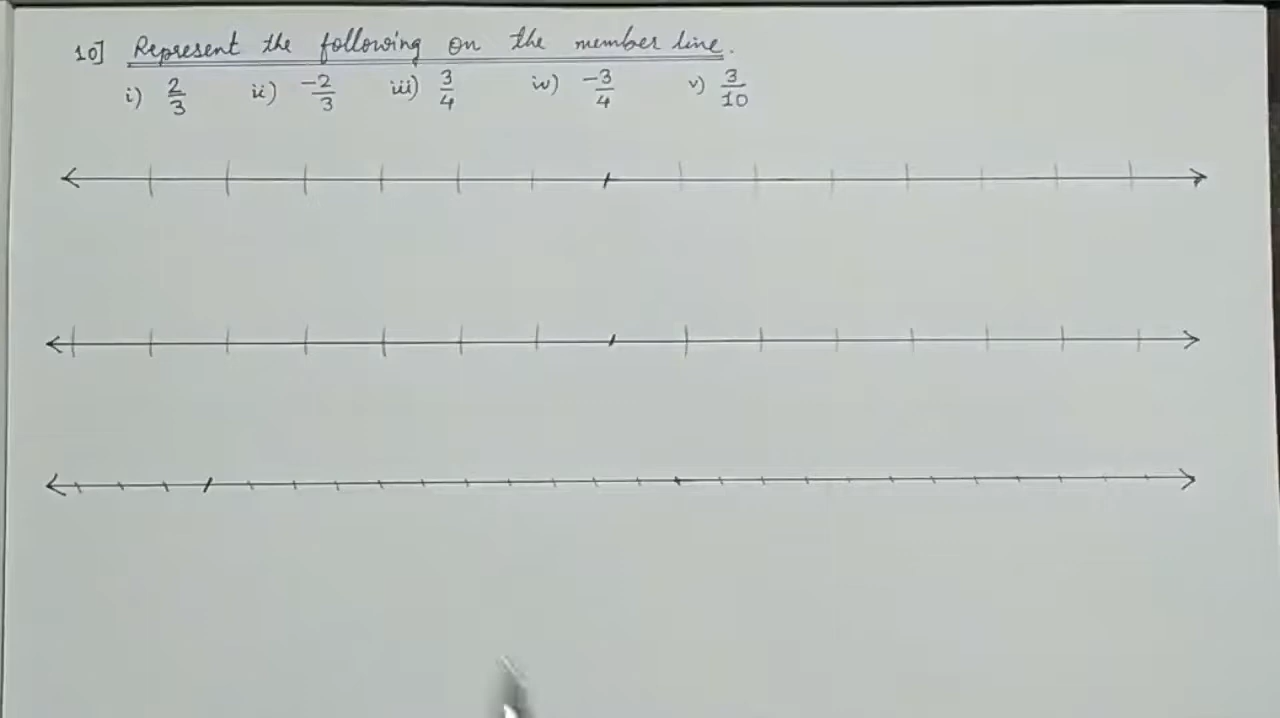 10] Represent the following on the member line.
i) 2/3 ii) -2/3 iii) 3/4 iv) -3/4 v) 3/10